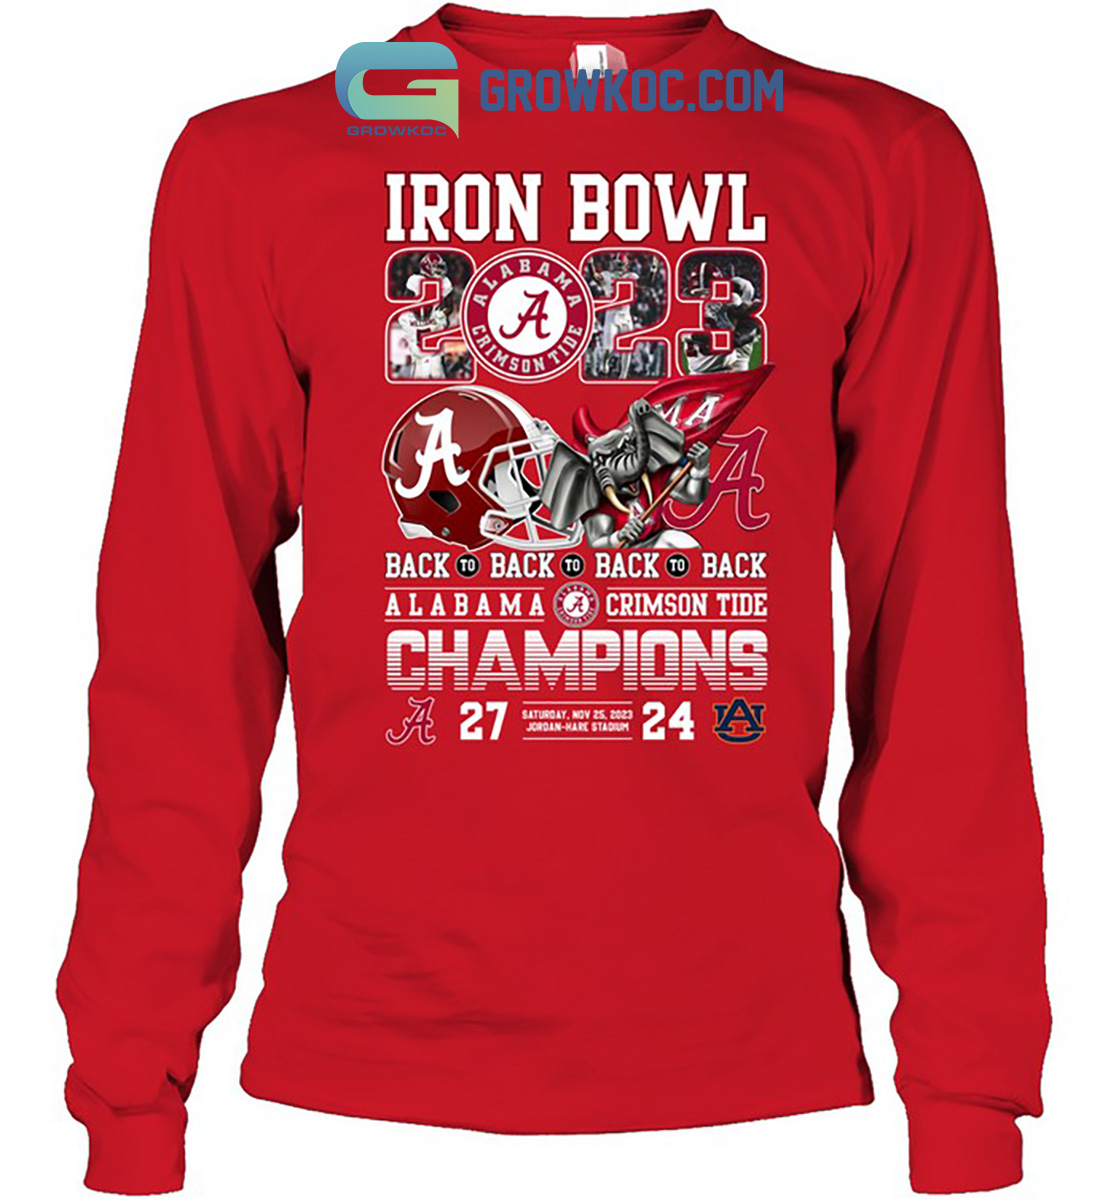 GROWKOC
GROWKOC.COM
IRON BOWL
2023
ALABAMA
A
CRIMSON TIDE
A
MA
A
BACK TO BACK TO BACK TO BACK
ALABAMA A CRIMSON TIDE
CHAMPIONS
A 27 SATURDAY, NOV 25, 2023 24 AU
JORDAN-HARE STADIUM